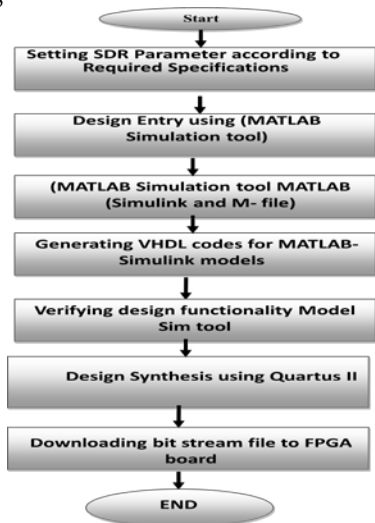 Start
Setting SDR Parameter according to
Required Specifications
Design Entry using (MATLAB
Simulation tool)
(MATLAB Simulation tool MATLAB
(Simulink and M- file)
Generating VHDL codes for MATLAB-
Simulink models
Verifying design functionality Model
Sim tool
Design Synthesis using Quartus II
Downloading bit stream file to FPGA
board
END